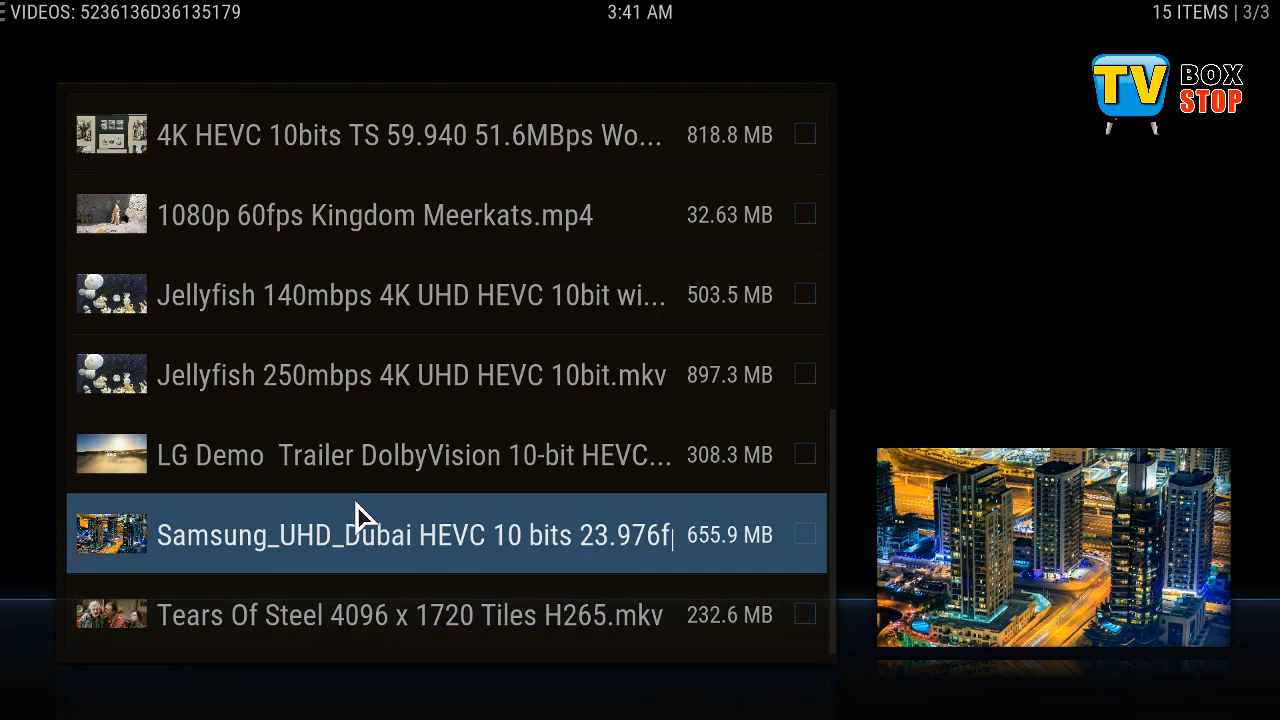 VIDEOS: 5236136D36135179
3:41 AM
15 ITEMS | 3/3
TV BOX
STOP
4K HEVC 10bits TS 59.940 51.6MBps Wo... 818.8 MB
1080p 60fps Kingdom Meerkats.mp4 32.63 MB
Jellyfish 140mbps 4K UHD HEVC 10bit wi... 503.5 MB
Jellyfish 250mbps 4K UHD HEVC 10bit.mkv 897.3 MB
LG Demo  Trailer DolbyVision 10-bit HEVC... 308.3 MB
Samsung_UHD_Dubai HEVC 10 bits 23.976f 655.9 MB
Tears Of Steel 4096 x 1720 Tiles H265.mkv 232.6 MB